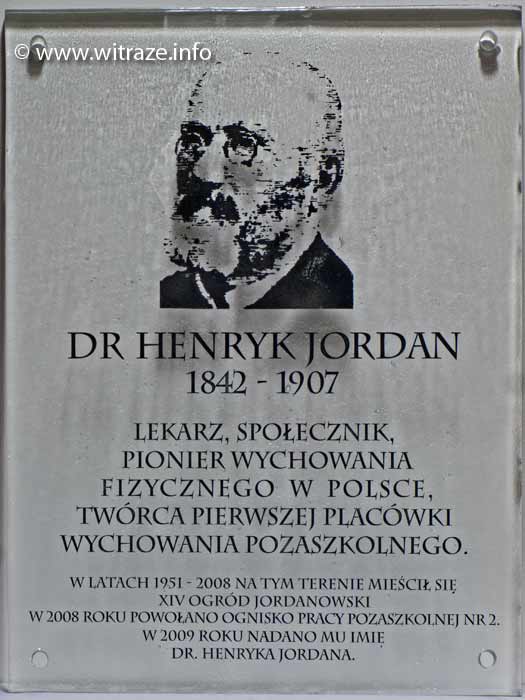 © www.witraze.info
DR HENRYK JORDAN
1842 - 1907
LEKARZ, SPOŁECZNIK,
PIONIER WYCHOWANIA
FIZYCZNEGO W POLSCE,
TWÓRCA PIERWSZEJ PLACÓWKI
WYCHOWANIA POZASZKOLNEGO.
W LATACH 1951 - 2008 NA TYM TERENIE MIEŚCIŁ SIĘ
XIV OGRÓD JORDANOWSKI
W 2008 ROKU POWOŁANO OGNISKO PRACY POZASZKOLNEJ NR 2.
W 2009 ROKU NADANO MU IMIĘ
DR. HENRYKA JORDANA.